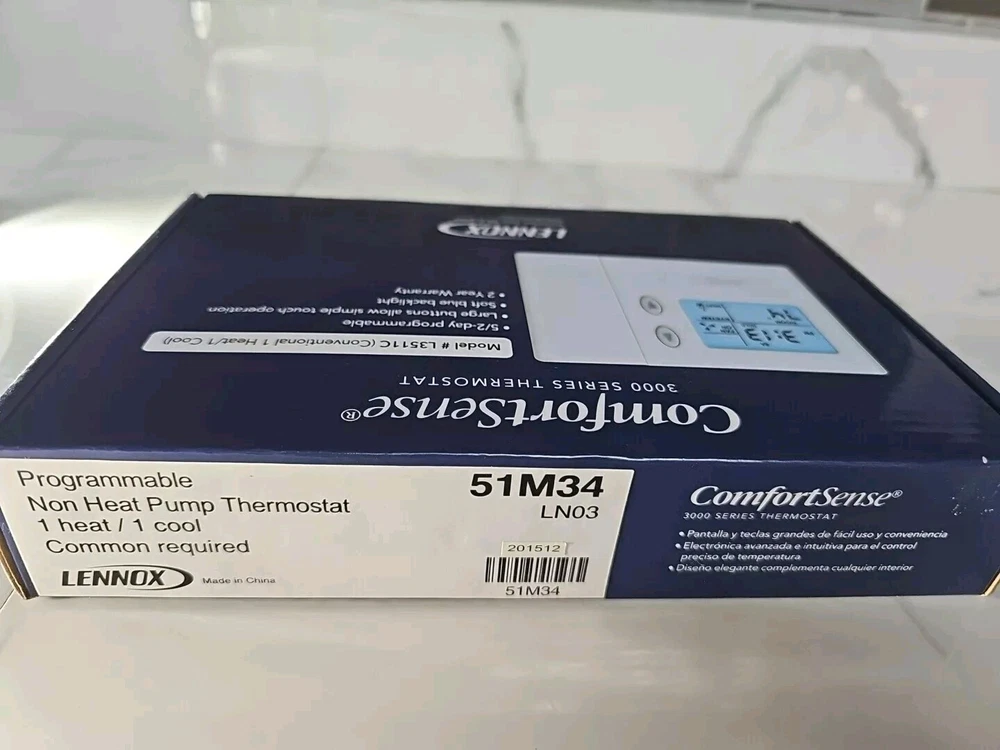 LENNOX
3:13
74
ComfortSense®
3000 SERIES THERMOSTAT
Model # L3511C (Conventional 1 Heat/1 Cool)
• 5/2-day programmable
• Large buttons allow simple touch operation
• Soft blue backlight
• 2 Year Warranty
Programmable
Non Heat Pump Thermostat
1 heat / 1 cool
Common required
LENNOX
Made in China
51M34
LN03
201512
51M34
ComfortSense®
3000 SERIES THERMOSTAT
• Pantalla y teclas grandes de fácil uso y conveniencia
• Electrónica avanzada e intuitiva para el control
preciso de temperatura
• Diseño elegante complementa cualquier interior